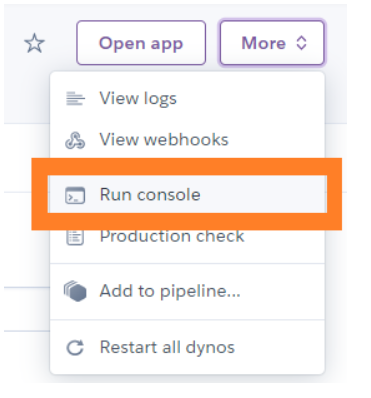 Open app
More
View logs
View webhooks
Run console
Production check
Add to pipeline...
Restart all dynos